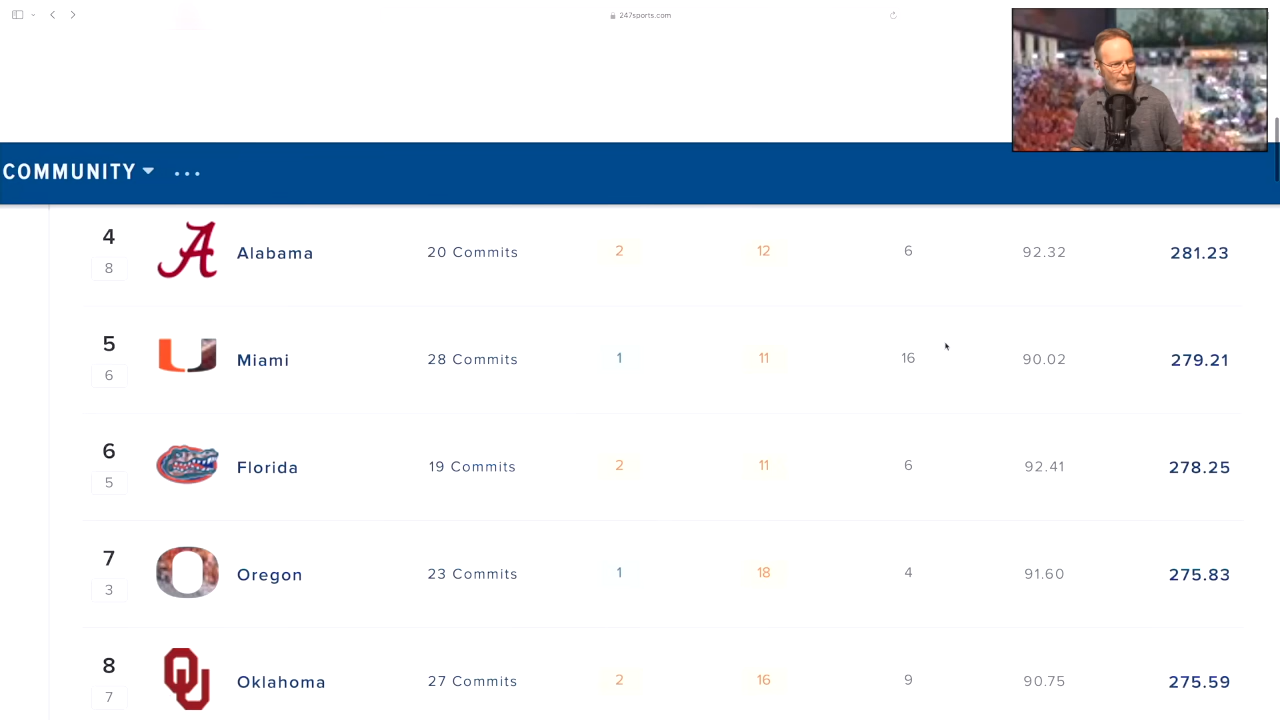 247sports.com
COMMUNITY ...
4 Alabama 20 Commits 2 12 6 92.32 281.23
8
5 Miami 28 Commits 1 11 16 90.02 279.21
6
6 Florida 19 Commits 2 11 6 92.41 278.25
5
7 Oregon 23 Commits 1 18 4 91.60 275.83
3
8 Oklahoma 27 Commits 2 16 9 90.75 275.59
7